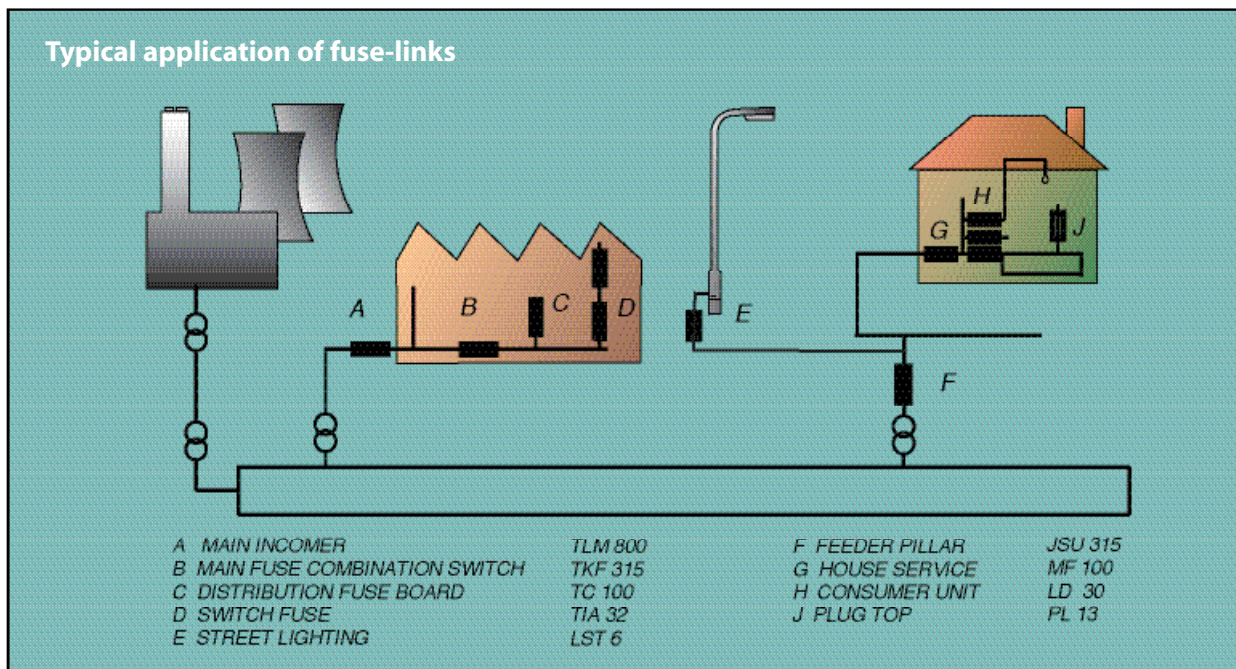 Typical application of fuse-links
A
B
C
D
E
F
G
H
J
A MAIN INCOMER TLM 800
B MAIN FUSE COMBINATION SWITCH TKF 315
C DISTRIBUTION FUSE BOARD TC 100
D SWITCH FUSE TIA 32
E STREET LIGHTING LST 6
F FEEDER PILLAR JSU 315
G HOUSE SERVICE MF 100
H CONSUMER UNIT LD 30
J PLUG TOP PL 13